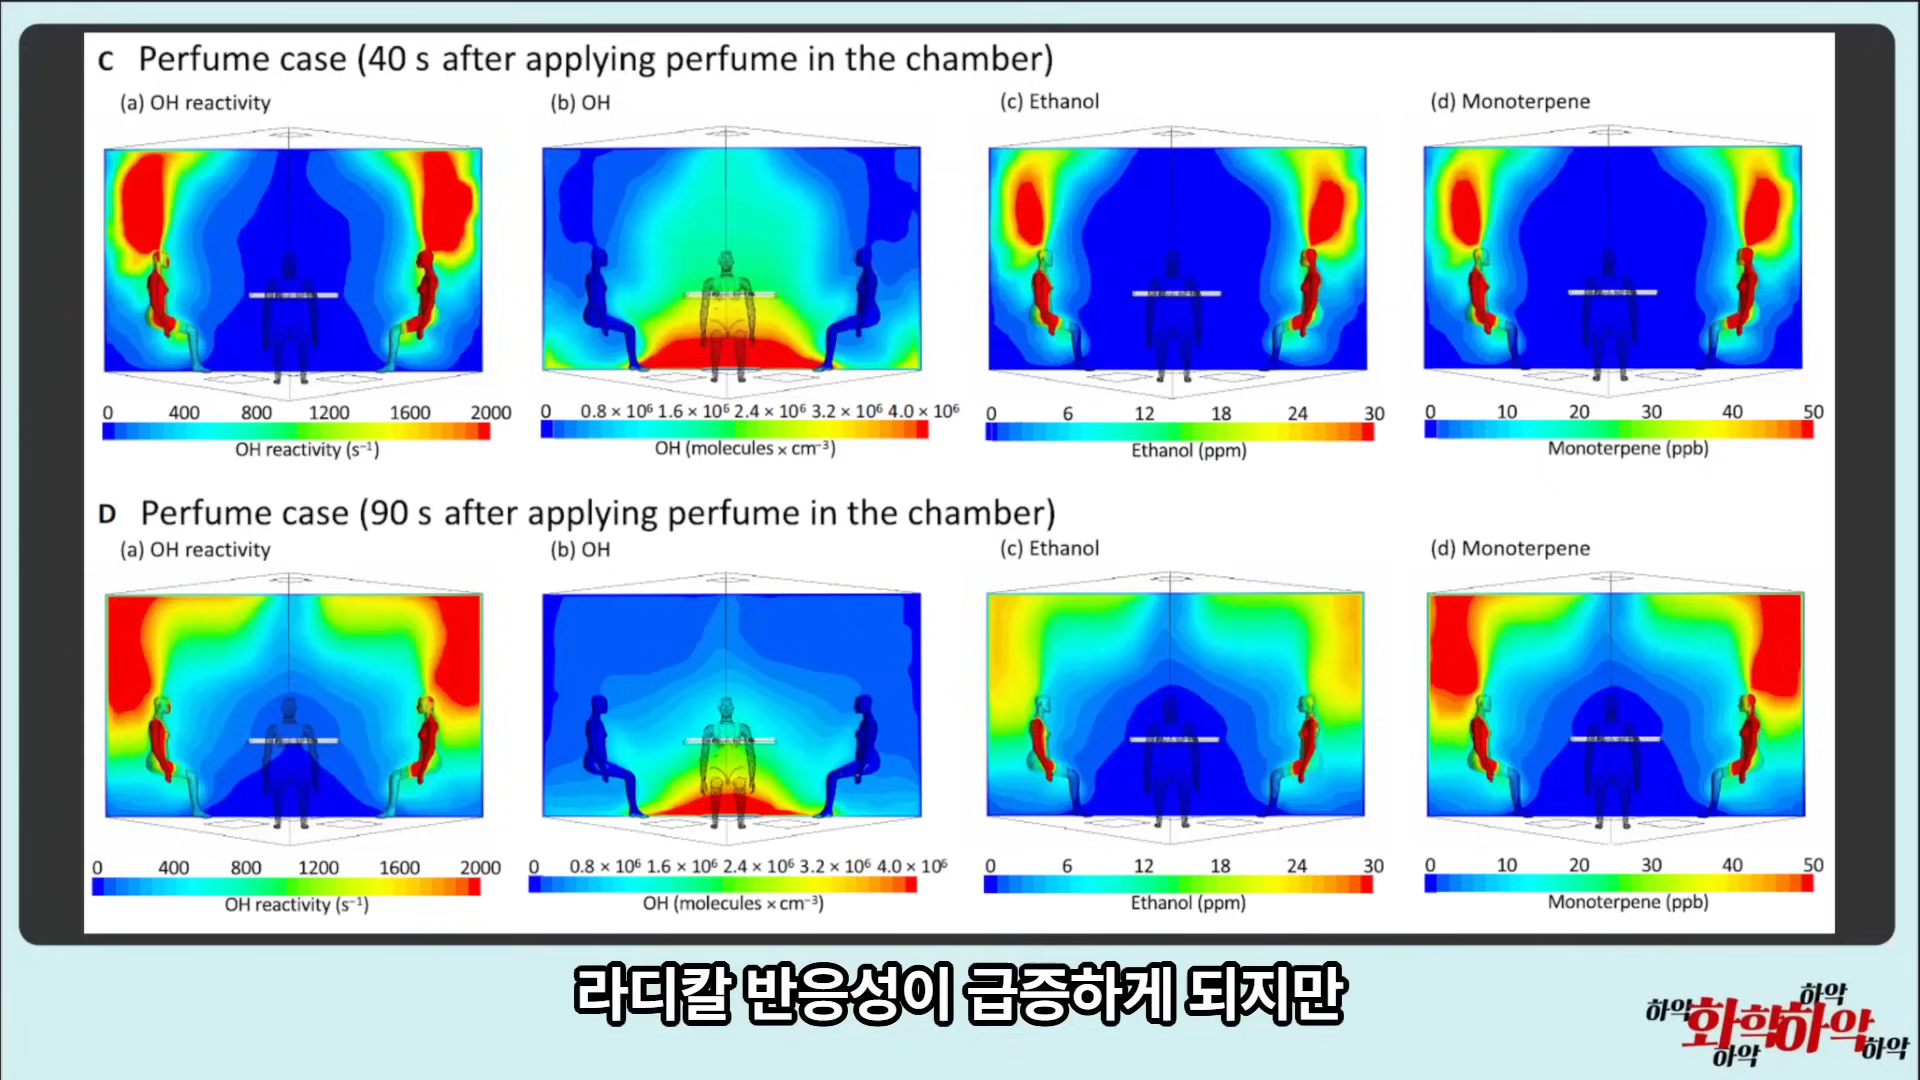 C Perfume case (40 s after applying perfume in the chamber)
(a) OH reactivity
(b) OH
(c) Ethanol
(d) Monoterpene
0 400 800 1200 1600 2000
0 0.8 × 10⁶ 1.6 × 10⁶ 2.4 × 10⁶ 3.2 × 10⁶ 4.0 × 10⁶
0 6 12 18 24 30
0 10 20 30 40 50
OH reactivity (s⁻¹)
OH (molecules × cm⁻³)
Ethanol (ppm)
Monoterpene (ppb)
D Perfume case (90 s after applying perfume in the chamber)
(a) OH reactivity
(b) OH
(c) Ethanol
(d) Monoterpene
0 400 800 1200 1600 2000
0 0.8 × 10⁶ 1.6 × 10⁶ 2.4 × 10⁶ 3.2 × 10⁶ 4.0 × 10⁶
0 6 12 18 24 30
0 10 20 30 40 50
OH reactivity (s⁻¹)
OH (molecules × cm⁻³)
Ethanol (ppm)
Monoterpene (ppb)
라디칼 반응성이 급증하게 되지만
하악
하악 화학하악
하악 하악